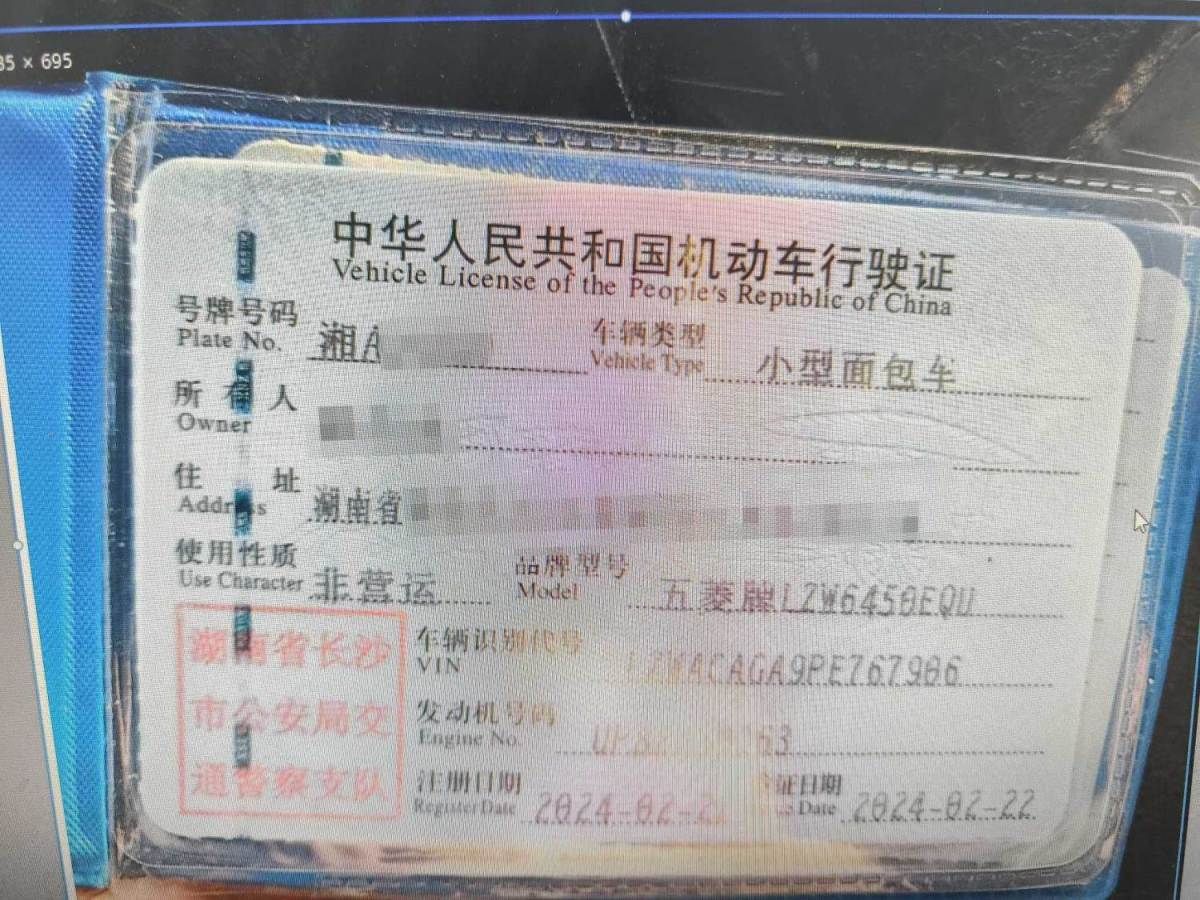 35 × 695
中华人民共和国机动车行驶证
Vehicle License of the People's Republic of China
号牌号码 湘A 车辆类型 小型面包车
Plate No. Vehicle Type
所有人
Owner
住址 湖南省
Address
使用性质 非营运 品牌型号 五菱牌LZW6450EQU
Use Character Model
湖南省长沙
市公安局交
通警察支队
车辆识别代号 LZWACAGA9PE767906
VIN
发动机号码
Engine No.
注册日期 发证日期 2024-02-22
Register Date Date